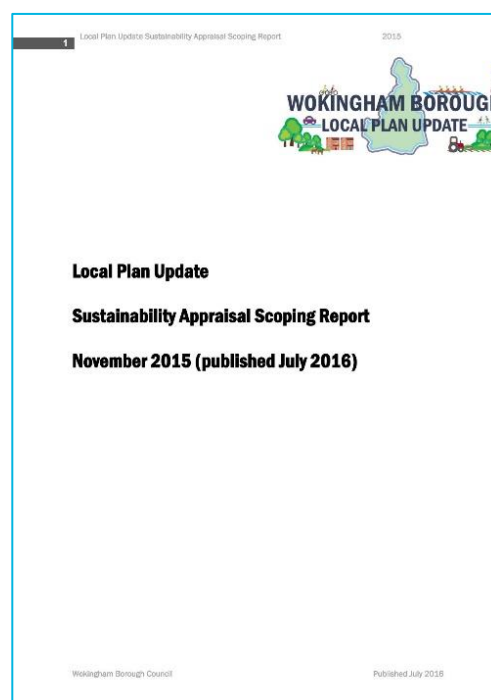 1 Local Plan Update Sustainability Appraisal Scoping Report 2015
WOKINGHAM BOROUGH
LOCAL PLAN UPDATE
Local Plan Update
Sustainability Appraisal Scoping Report
November 2015 (published July 2016)
Wokingham Borough Council Published July 2016